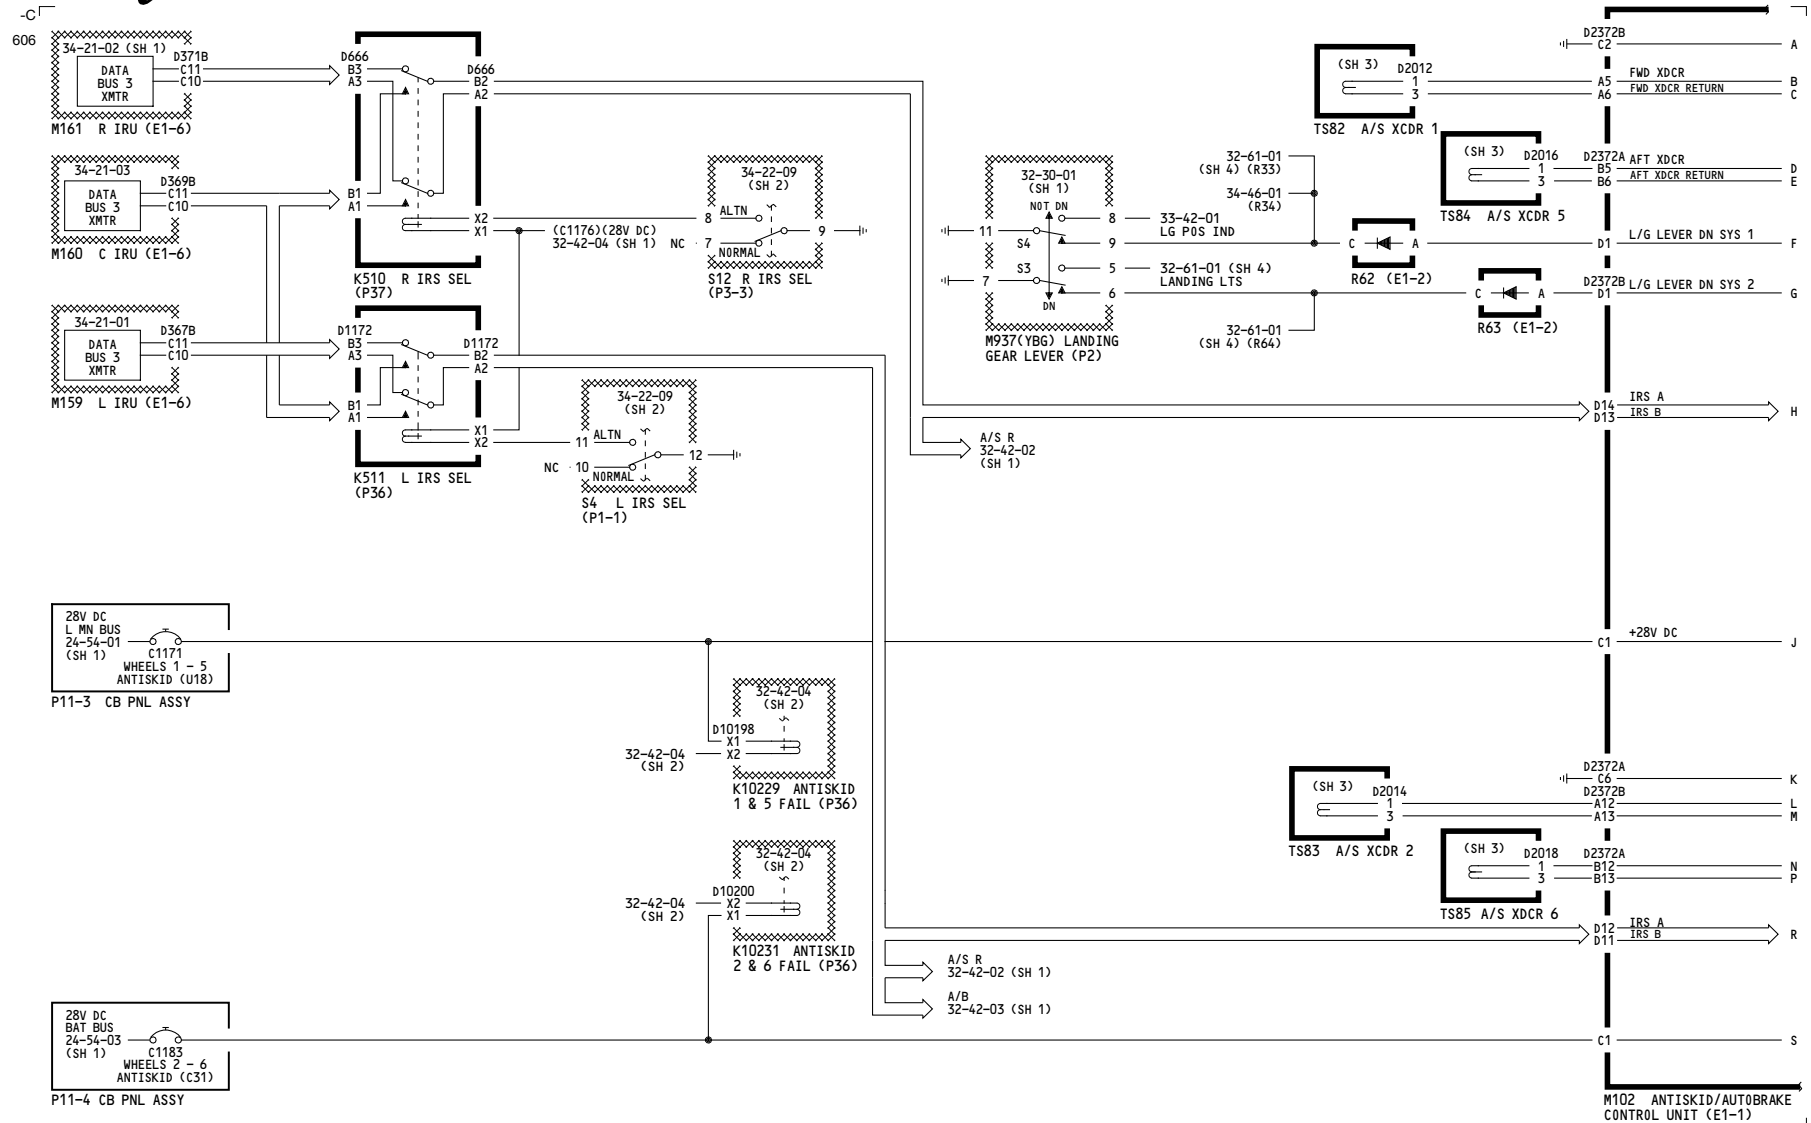 -C
606
34-21-02 (SH 1)
D371B
DATA
BUS 3
XMTR
C11
C10
M161 R IRU (E1-6)
34-21-03
D369B
DATA
BUS 3
XMTR
C11
C10
M160 C IRU (E1-6)
34-21-01
D367B
DATA
BUS 3
XMTR
C11
C10
M159 L IRU (E1-6)
D666
B3
A3
B1
A1
D666
B2
A2
X2
X1
K510 R IRS SEL
(P37)
D1172
B3
A3
B1
A1
D1172
B2
A2
X1
X2
K511 L IRS SEL
(P36)
(C1176)(28V DC)
32-42-04 (SH 1)
34-22-09
(SH 2)
8 ALTN
NC 7
NORMAL
9
S12 R IRS SEL
(P3-3)
34-22-09
(SH 2)
11 ALTN
NC 10
NORMAL
12
S4 L IRS SEL
(P1-1)
32-30-01
(SH 1)
NOT DN
11
S4
8
9
S3
7
5
6
DN
M937(YBG) LANDING
GEAR LEVER (P2)
33-42-01
LG POS IND
32-61-01 (SH 4)
LANDING LTS
32-61-01
(SH 4) (R33)
34-46-01
(R34)
32-61-01
(SH 4) (R64)
C A
R62 (E1-2)
C A
R63 (E1-2)
(SH 3)
D2012
1
3
TS82 A/S XCDR 1
(SH 3)
D2016
1
3
TS84 A/S XCDR 5
D2372B
C2
A
A5 FWD XDCR B
A6 FWD XDCR RETURN C
D2372A
B5 AFT XDCR D
B6 AFT XDCR RETURN E
D1 L/G LEVER DN SYS 1 F
D2372B
D1 L/G LEVER DN SYS 2 G
D14 IRS A
D13 IRS B
H
A/S R
32-42-02
(SH 1)
28V DC
L MN BUS
24-54-01
(SH 1)
C1171
WHEELS 1 - 5
ANTISKID (U18)
P11-3 CB PNL ASSY
C1 +28V DC J
32-42-04
(SH 2)
D10198
X1
X2
32-42-04
(SH 2)
K10229 ANTISKID
1 & 5 FAIL (P36)
32-42-04
(SH 2)
D10200
X2
X1
32-42-04
(SH 2)
K10231 ANTISKID
2 & 6 FAIL (P36)
(SH 3)
D2014
1
3
TS83 A/S XCDR 2
(SH 3)
D2018
1
3
TS85 A/S XDCR 6
D2372A
C6 K
D2372B
A12 L
A13 M
D2372A
B12 N
B13 P
D12 IRS A
D11 IRS B
R
A/S R
32-42-02 (SH 1)
A/B
32-42-03 (SH 1)
28V DC
BAT BUS
24-54-03
(SH 1)
C1183
WHEELS 2 - 6
ANTISKID (C31)
P11-4 CB PNL ASSY
C1 S
M102 ANTISKID/AUTOBRAKE
CONTROL UNIT (E1-1)